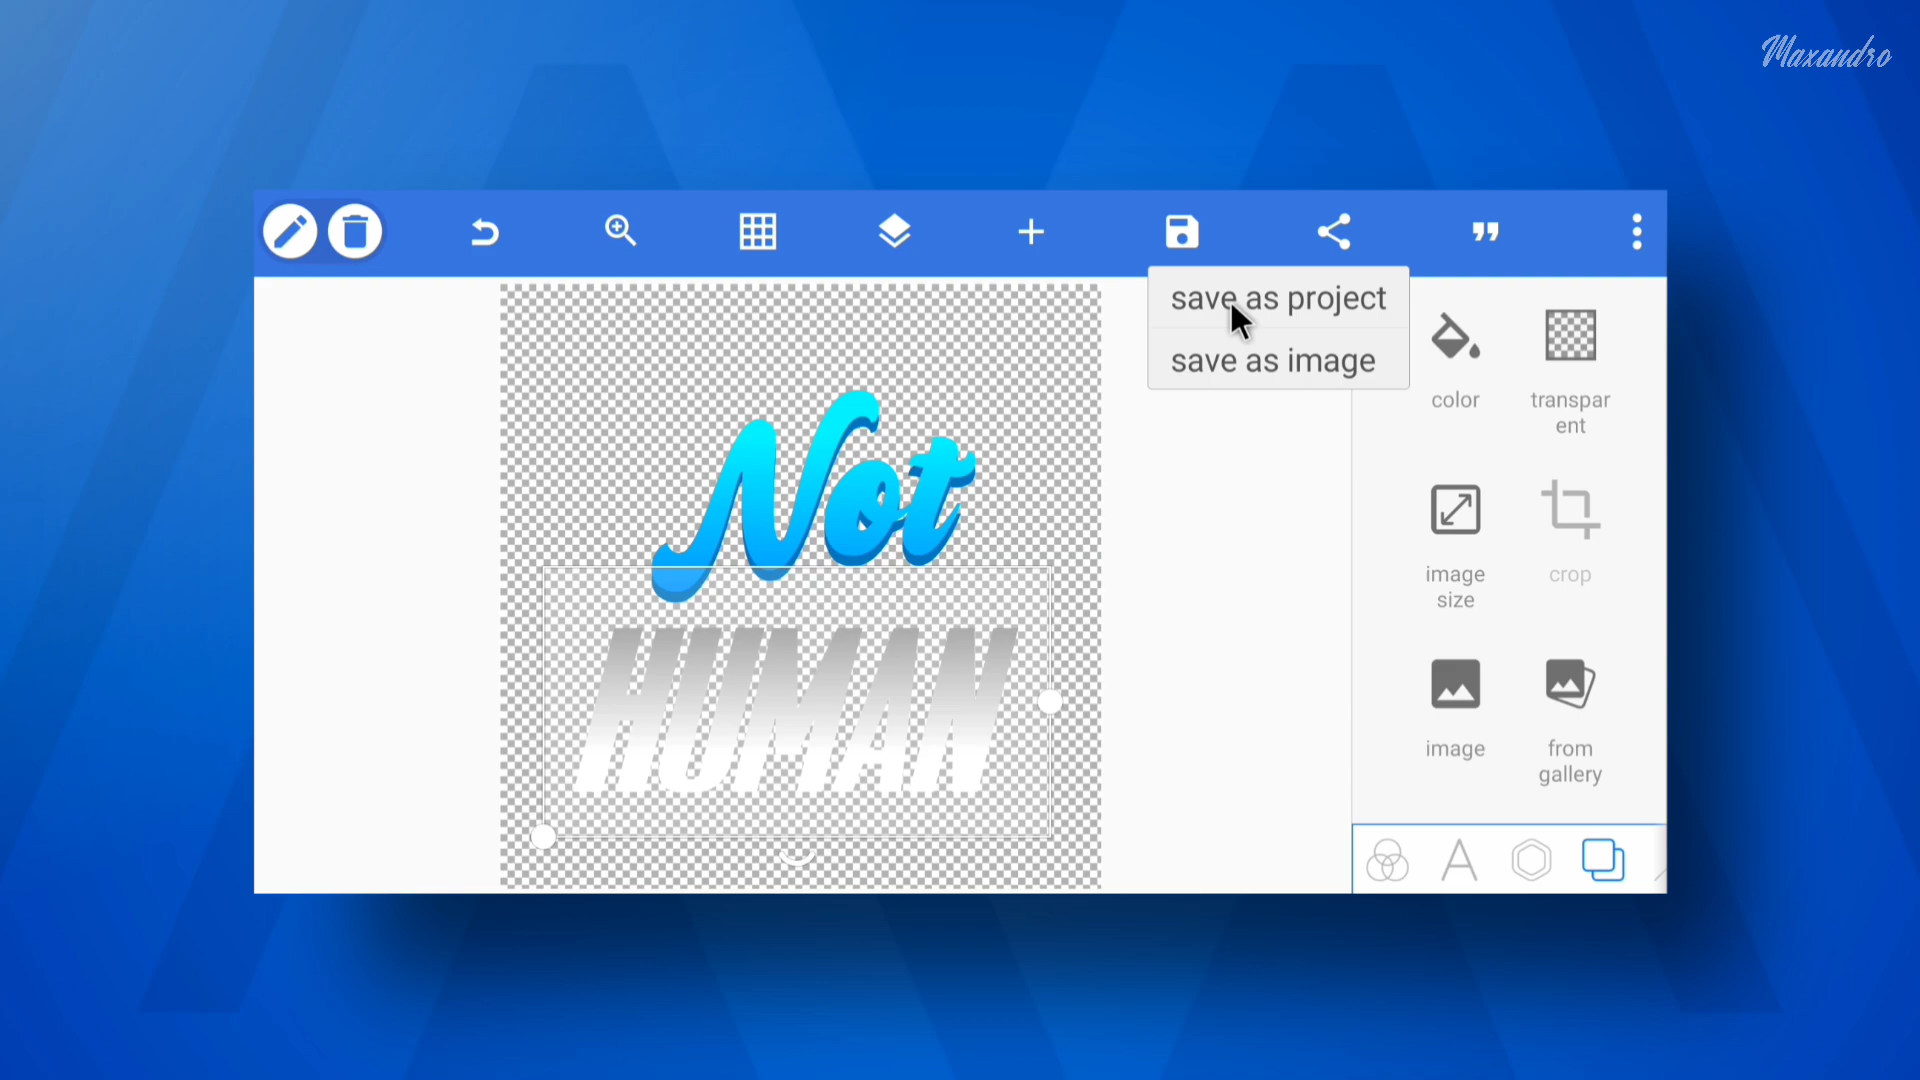 Maxandro
save as project
save as image
color
transpar
ent
image
size
crop
image
from
gallery
Not
HUMAN